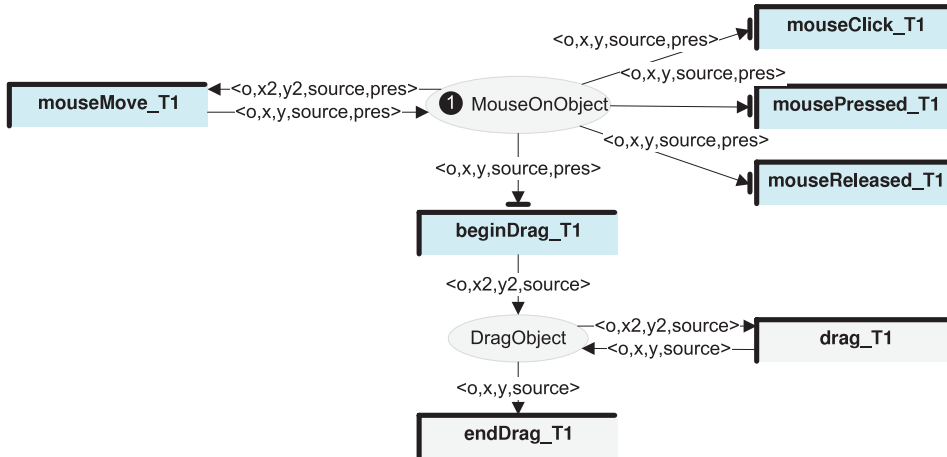 mouseClick_T1
<o,x,y,source,pres>
<o,x,y,source,pres>
<o,x2,y2,source,pres>
mouseMove_T1
1 MouseOnObject
mousePressed_T1
<o,x,y,source,pres>
<o,x,y,source,pres>
<o,x,y,source,pres>
mouseReleased_T1
beginDrag_T1
<o,x2,y2,source>
<o,x2,y2,source>
DragObject
drag_T1
<o,x,y,source>
<o,x,y,source>
endDrag_T1